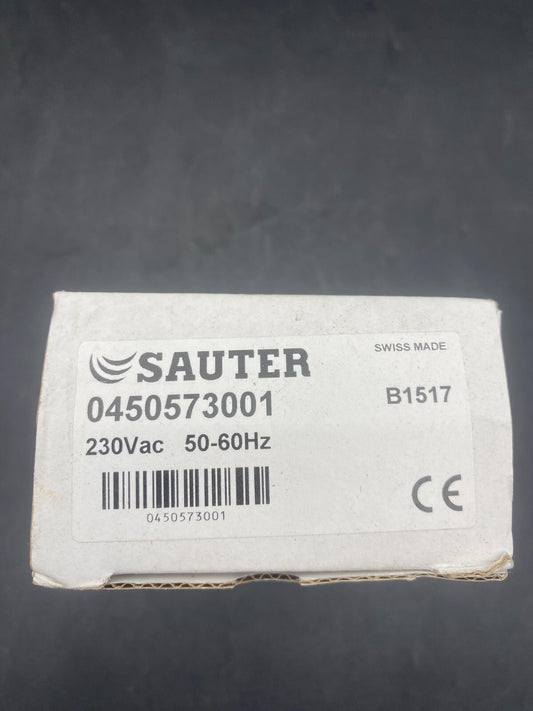 SWISS MADE
SAUTER
0450573001
B1517
230Vac 50-60Hz
0450573001
CE